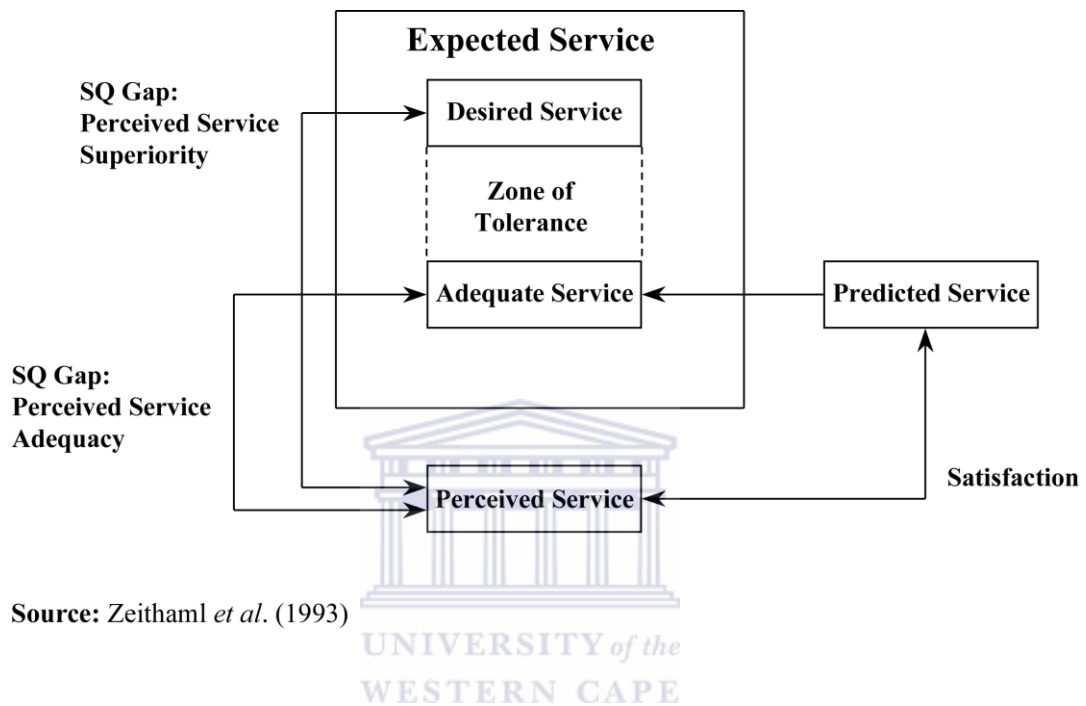 Expected Service
SQ Gap:
Perceived Service
Superiority
Desired Service
Zone of
Tolerance
Adequate Service
Predicted Service
SQ Gap:
Perceived Service
Adequacy
Perceived Service
Satisfaction
Source: Zeithaml et al. (1993)
UNIVERSITY of the
WESTERN CAPE